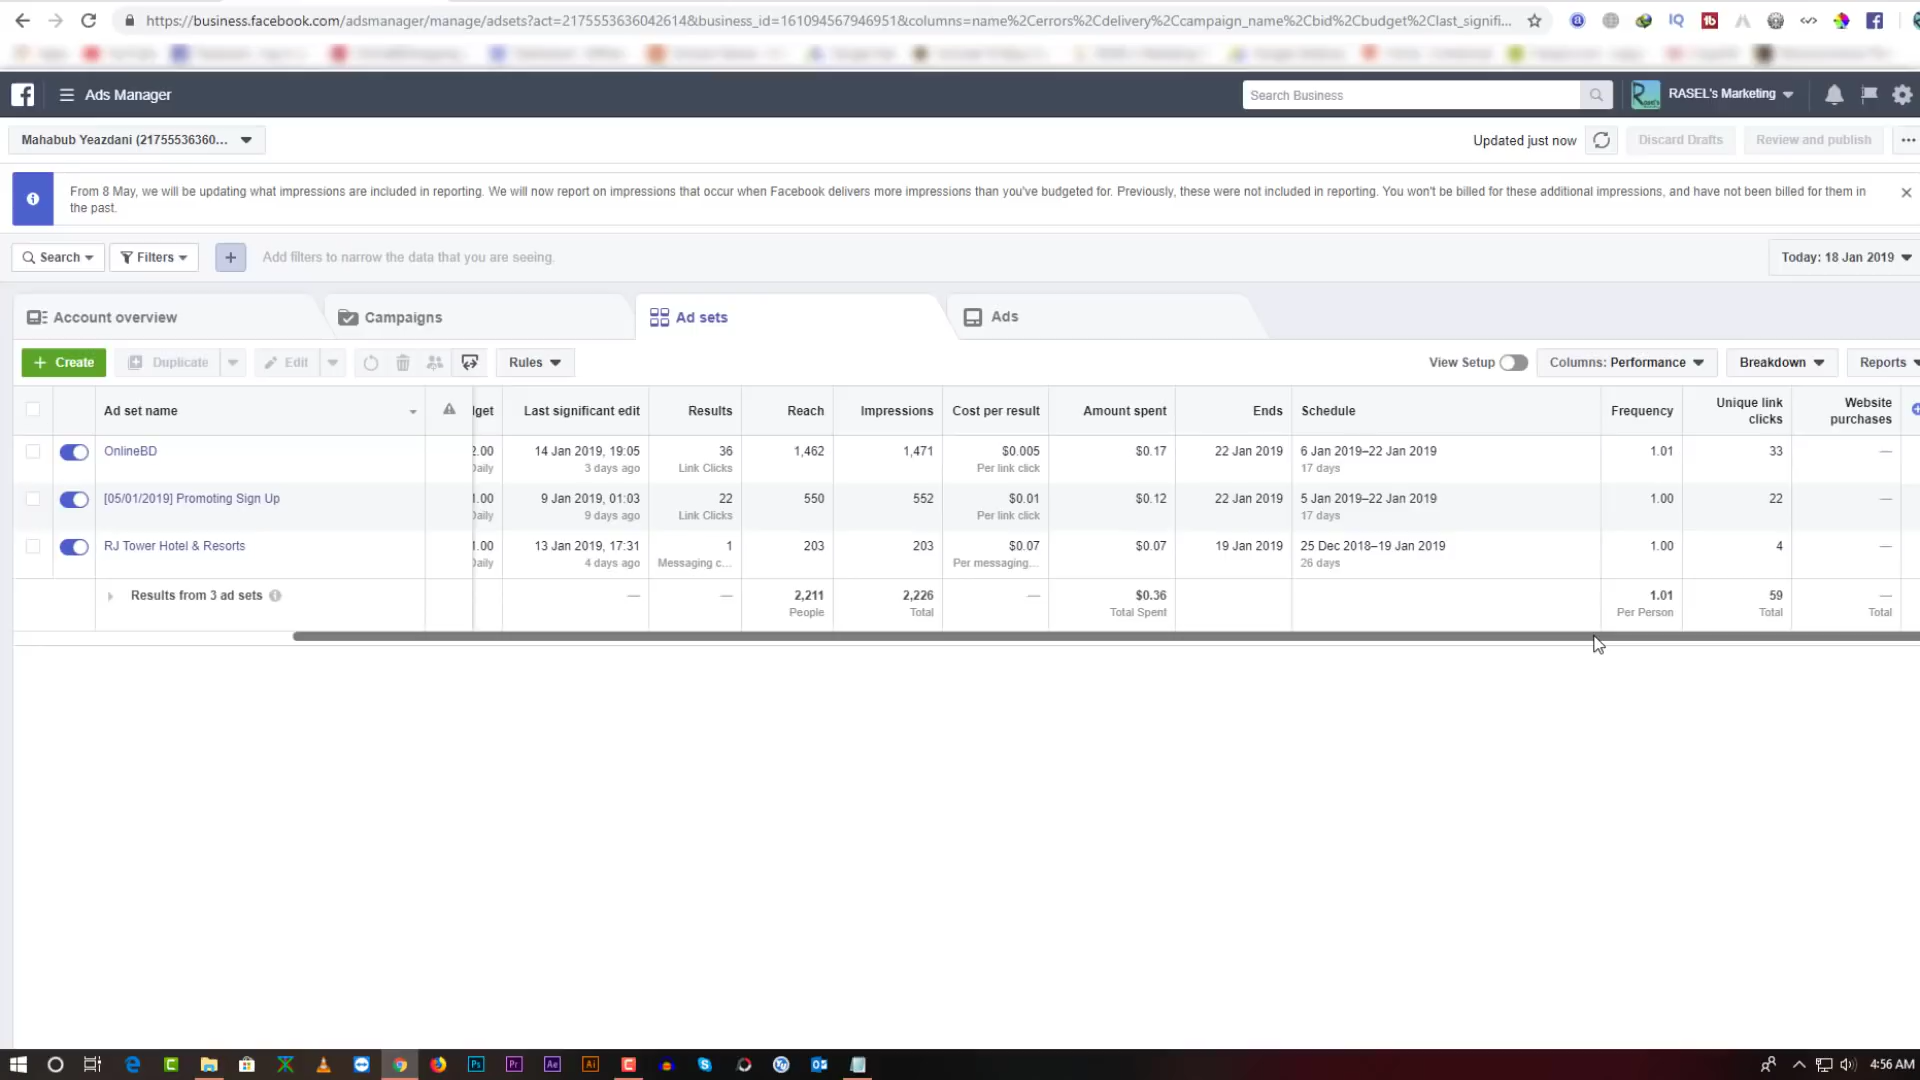 https://business.facebook.com/adsmanager/manage/adsets?act=2175553636042614&business_id=161094567946951&columns=name%2Cerrors%2Cdelivery%2Ccampaign_name%2Cbid%2Cbudget%2Clast_signifi...
Ads Manager
Search Business
RASEL's Marketing
Mahabub Yeazdani (21755536360...
Updated just now
Discard Drafts
Review and publish
From 8 May, we will be updating what impressions are included in reporting. We will now report on impressions that occur when Facebook delivers more impressions than you've budgeted for. Previously, these were not included in reporting. You won't be billed for these additional impressions, and have not been billed for them in
the past.
Search
Filters
Add filters to narrow the data that you are seeing.
Today: 18 Jan 2019
Account overview
Campaigns
Ad sets
Ads
+ Create
Duplicate
Edit
Rules
View Setup
Columns: Performance
Breakdown
Reports
Ad set name
Last significant edit
Results
Reach
Impressions
Cost per result
Amount spent
Ends
Schedule
Frequency
Unique link
clicks
Website
purchases
OnlineBD
14 Jan 2019, 19:05
36
1,462
1,471
$0.005
$0.17
22 Jan 2019
6 Jan 2019–22 Jan 2019
1.01
33
—
3 days ago
Link Clicks
Per link click
17 days
[05/01/2019] Promoting Sign Up
9 Jan 2019, 01:03
22
550
552
$0.01
$0.12
22 Jan 2019
5 Jan 2019–22 Jan 2019
1.00
22
—
9 days ago
Link Clicks
Per link click
17 days
RJ Tower Hotel & Resorts
13 Jan 2019, 17:31
1
203
203
$0.07
$0.07
19 Jan 2019
25 Dec 2018–19 Jan 2019
1.00
4
—
4 days ago
Messaging c...
Per messaging...
26 days
Results from 3 ad sets
—
—
2,211
2,226
—
$0.36
1.01
59
—
People
Total
Total Spent
Per Person
Total
Total
4:56 AM